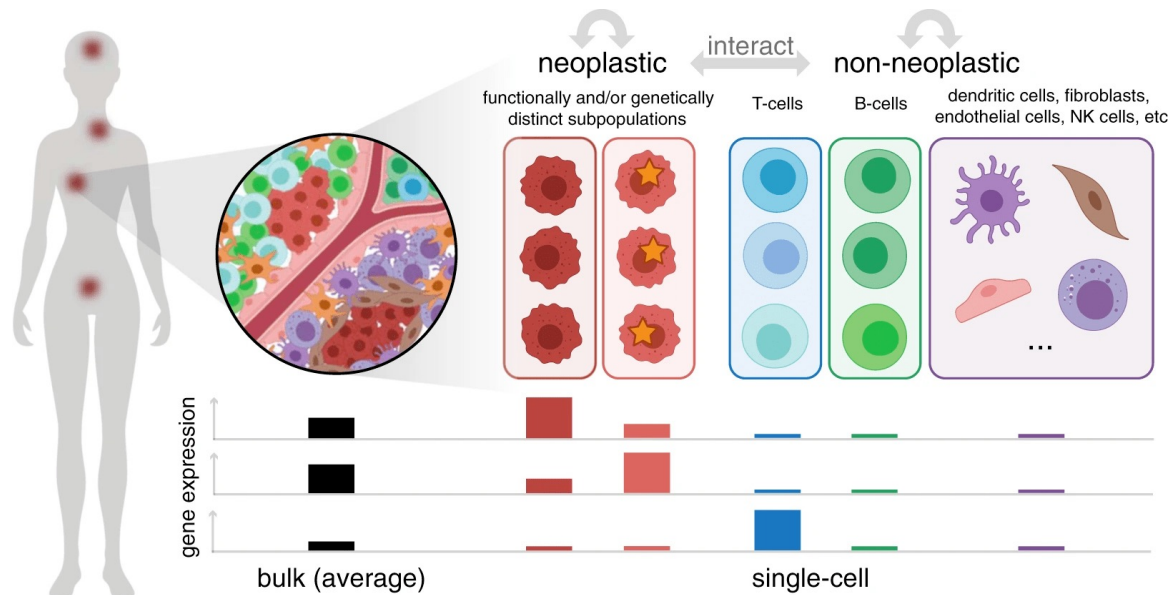 interact
neoplastic
non-neoplastic
functionally and/or genetically
distinct subpopulations
T-cells
B-cells
dendritic cells, fibroblasts,
endothelial cells, NK cells, etc
...
gene expression
bulk (average)
single-cell